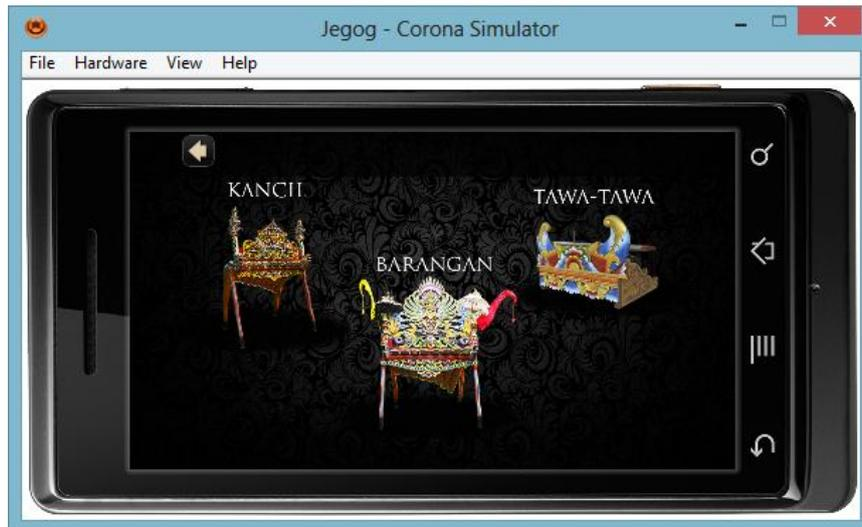 Jegog - Corona Simulator
File Hardware View Help
KANCIL
TAWA-TAWA
BARANGAN